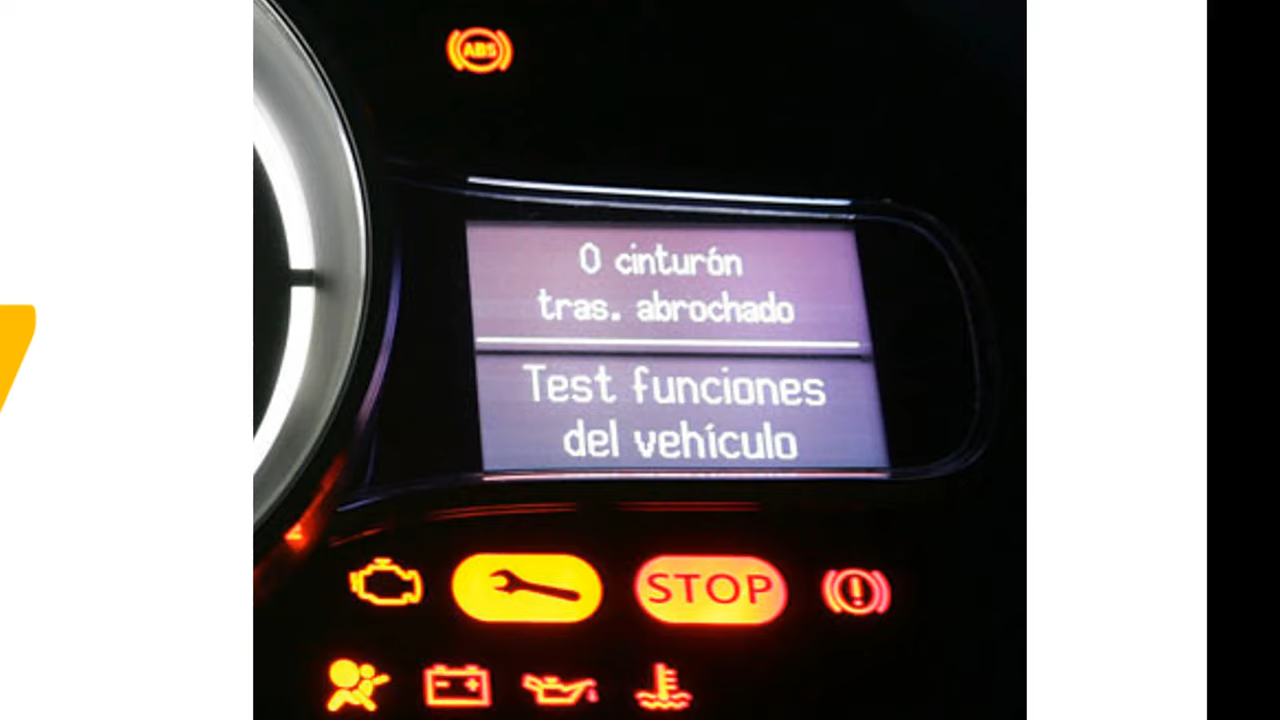 ABS
0 cinturón
tras. abrochado
Test funciones
del vehículo
STOP